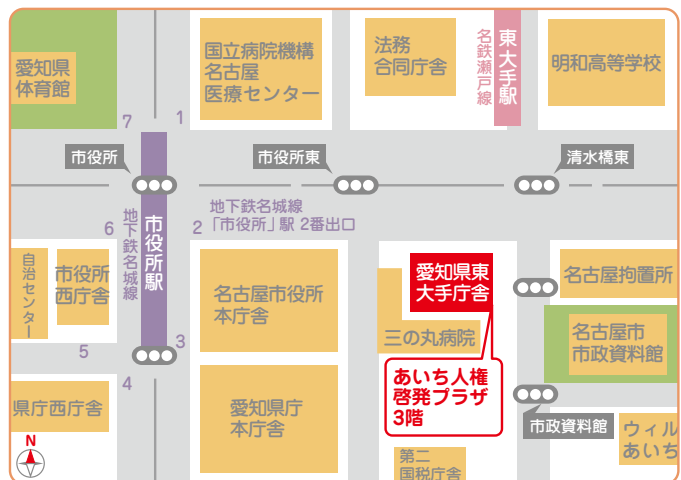 愛知県
体育館
国立病院機構
名古屋
医療センター
法務
合同庁舎
東大手駅
名鉄瀬戸線
明和高等学校
7
1
市役所
市役所東
清水橋東
6
地下鉄名城線
市役所駅
2
地下鉄名城線
「市役所」駅 2番出口
自治センター
市役所
西庁舎
名古屋市役所
本庁舎
愛知県東
大手庁舎
名古屋拘置所
三の丸病院
名古屋市
市政資料館
5
3
4
あいち人権
啓発プラザ
3階
県庁西庁舎
愛知県庁
本庁舎
市政資料館
ウィル
あいち
第二
国税庁舎
N